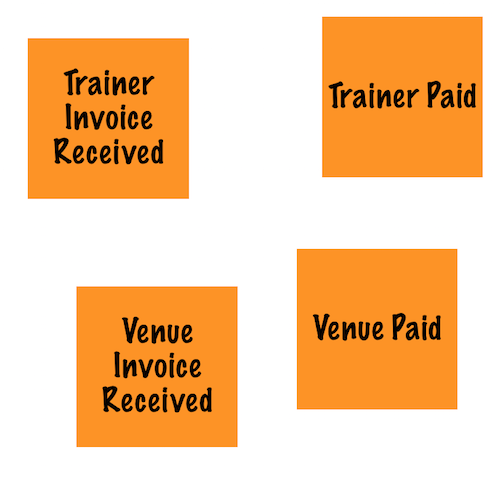 Trainer
Invoice
Received
Trainer Paid
Venue
Invoice
Received
Venue Paid